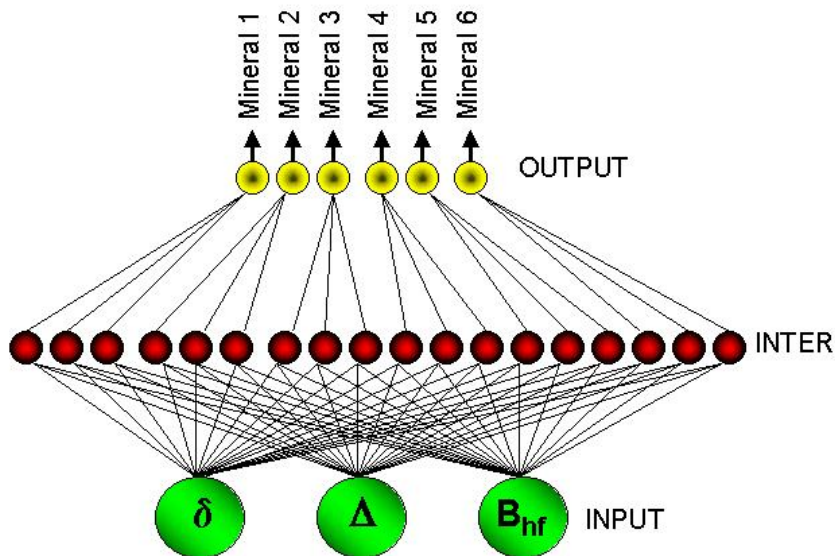 Mineral 1
Mineral 2
Mineral 3
Mineral 4
Mineral 5
Mineral 6
OUTPUT
INTER
δ
Δ
Bhf
INPUT